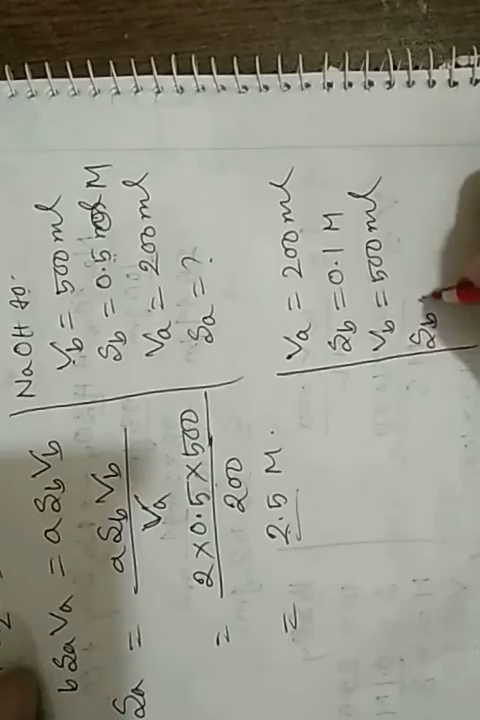 NaOH
Vb = 500 ml
Sb = 0.5 M
Va = 200 ml
Sa = ?
b Sa Va = a Sb Vb
Sa = a Sb Vb / Va
= 2 × 0.5 × 500 / 200
= 2.5 M.
Va = 200 ml
Sb = 0.1 M
Vb = 500 ml
Sb